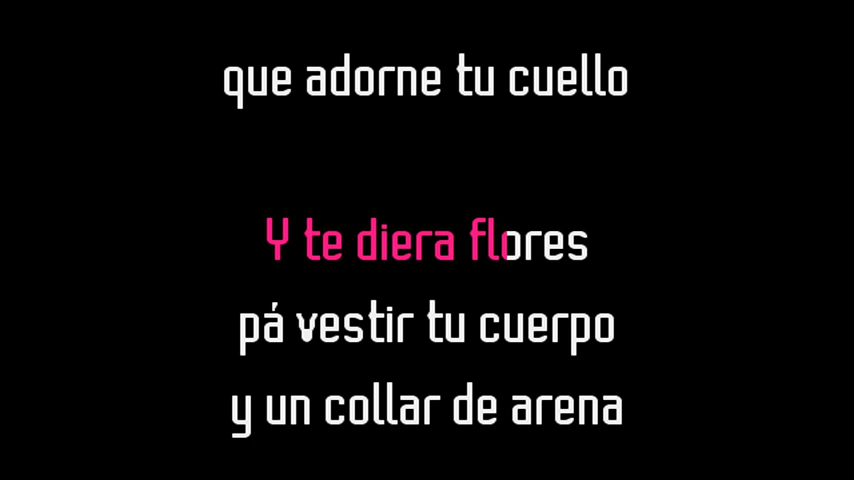 que adorne tu cuello
Y te diera flores
pá vestir tu cuerpo
y un collar de arena